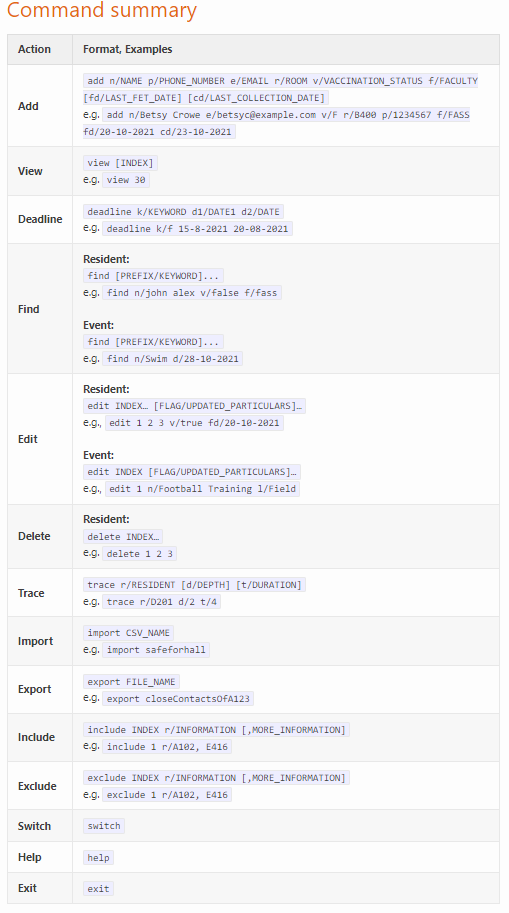 Command summary
Action Format, Examples
Add
add n/NAME p/PHONE_NUMBER e/EMAIL r/ROOM v/VACCINATION_STATUS f/FACULTY
[fd/LAST_FET_DATE] [cd/LAST_COLLECTION_DATE]
e.g. add n/Betsy Crowe e/betsyc@example.com v/F r/B400 p/1234567 f/FASS
fd/20-10-2021 cd/23-10-2021
View
view [INDEX]
e.g. view 30
Deadline
deadline k/KEYWORD d1/DATE1 d2/DATE
e.g. deadline k/f 15-8-2021 20-08-2021
Find
Resident:
find [PREFIX/KEYWORD]...
e.g. find n/john alex v/false f/fass
Event:
find [PREFIX/KEYWORD]...
e.g. find n/Swim d/28-10-2021
Edit
Resident:
edit INDEX… [FLAG/UPDATED_PARTICULARS]…
e.g., edit 1 2 3 v/true fd/20-10-2021
Event:
edit INDEX [FLAG/UPDATED_PARTICULARS]…
e.g., edit 1 n/Football Training l/Field
Delete
Resident:
delete INDEX…
e.g. delete 1 2 3
Trace
trace r/RESIDENT [d/DEPTH] [t/DURATION]
e.g. trace r/D201 d/2 t/4
Import
import CSV_NAME
e.g. import safeforhall
Export
export FILE_NAME
e.g. export closeContactsOfA123
Include
include INDEX r/INFORMATION [,MORE_INFORMATION]
e.g. include 1 r/A102, E416
Exclude
exclude INDEX r/INFORMATION [,MORE_INFORMATION]
e.g. exclude 1 r/A102, E416
Switch switch
Help help
Exit exit